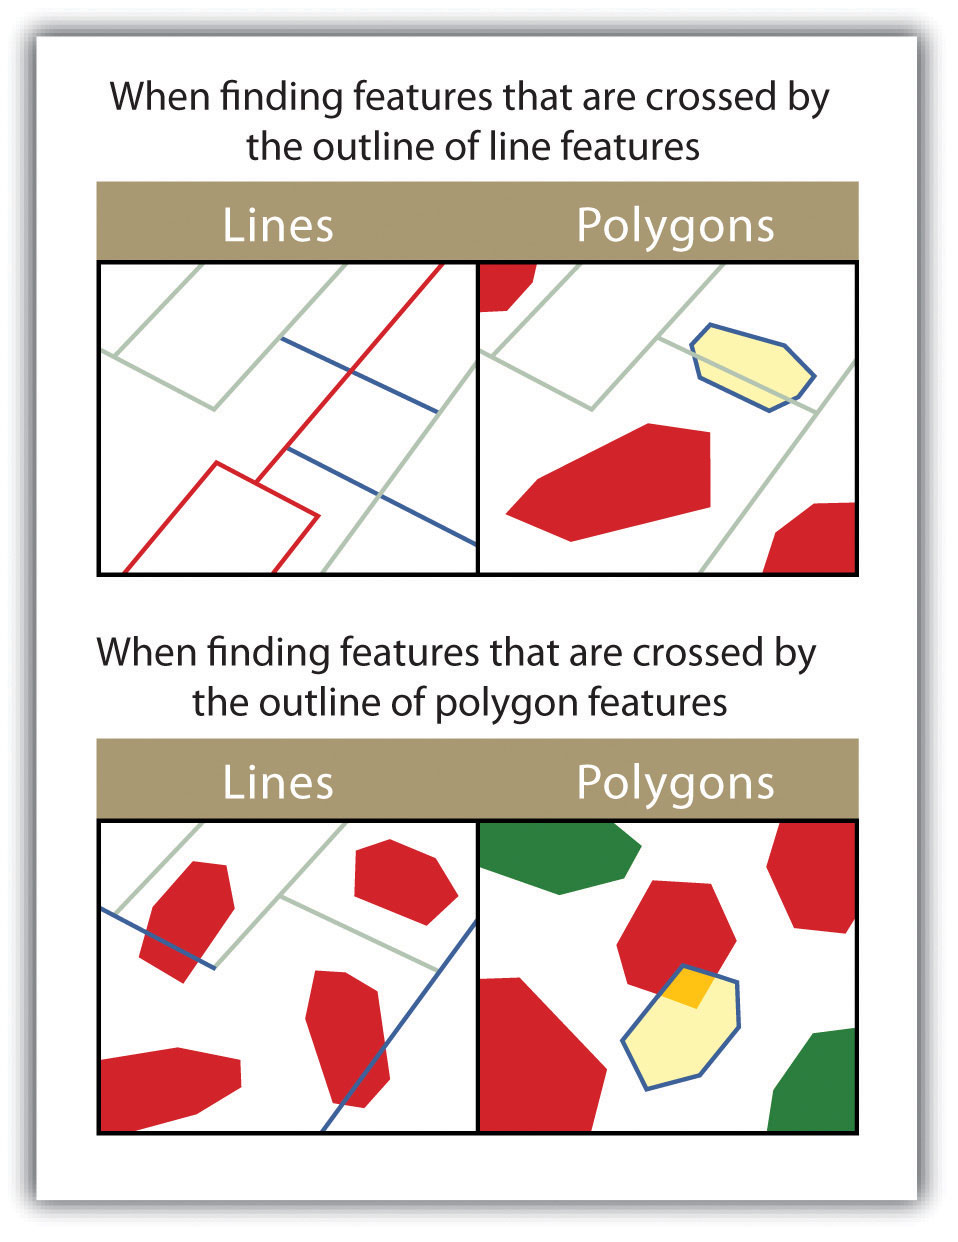 When finding features that are crossed by
the outline of line features
Lines Polygons
When finding features that are crossed by
the outline of polygon features
Lines Polygons